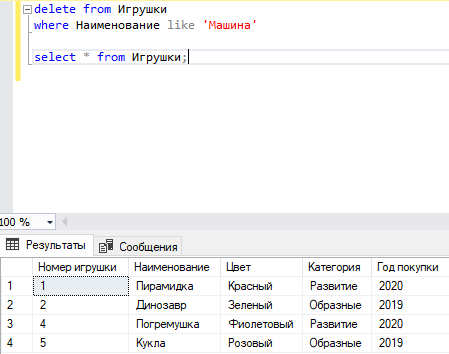 delete from Игрушки
where Наименование like 'Машина'
select * from Игрушки;
100 %
Результаты Сообщения
Номер игрушки Наименование Цвет Категория Год покупки
1 1 Пирамидка Красный Развитие 2020
2 2 Динозавр Зеленый Образные 2019
3 4 Погремушка Фиолетовый Развитие 2020
4 5 Кукла Розовый Образные 2019